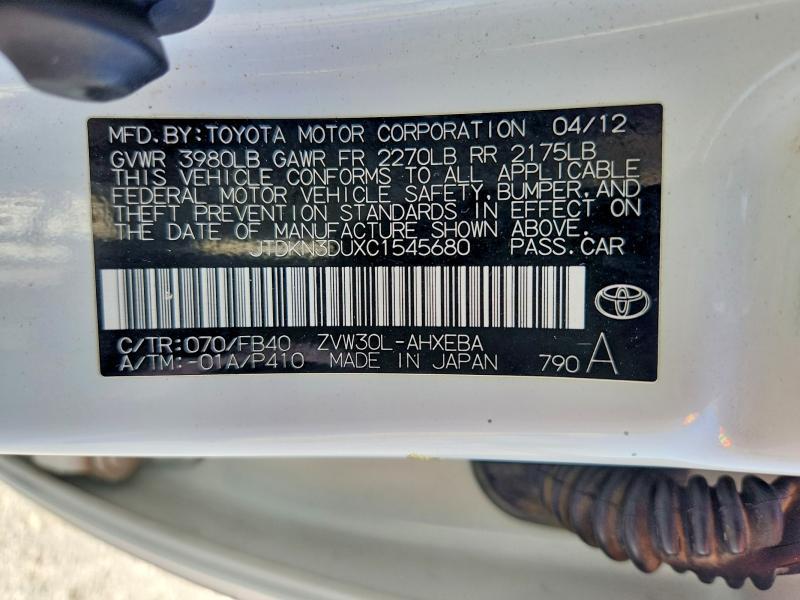 MFD.BY:TOYOTA MOTOR CORPORATION 04/12
GVWR 3980LB GAWR FR 2270LB RR 2175LB
THIS VEHICLE CONFORMS TO ALL APPLICABLE
FEDERAL MOTOR VEHICLE SAFETY,BUMPER,AND
THEFT PREVENTION STANDARDS IN EFFECT ON
THE DATE OF MANUFACTURE SHOWN ABOVE.
JTDKN3DUXC1545680 PASS.CAR
C/TR:070/FB40 ZVW30L-AHXEBA
A/TM:-01A/P410 MADE IN JAPAN 790 A